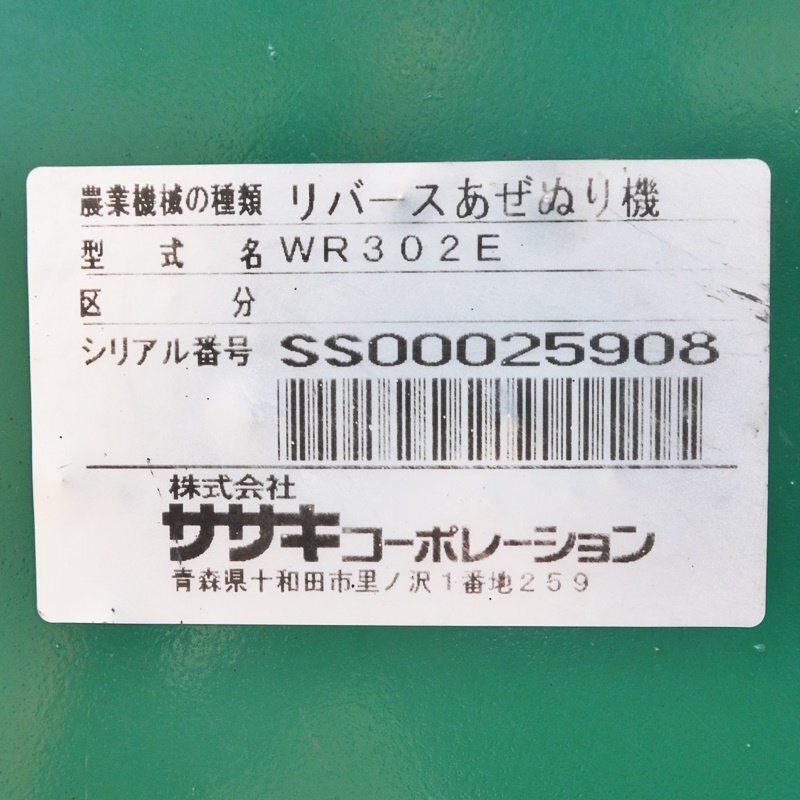 農業機械の種類 リバースあぜぬり機
型式名 WR302E
区分
シリアル番号 SS00025908
株式会社
ササキコーポレーション
青森県十和田市里ノ沢1番地259